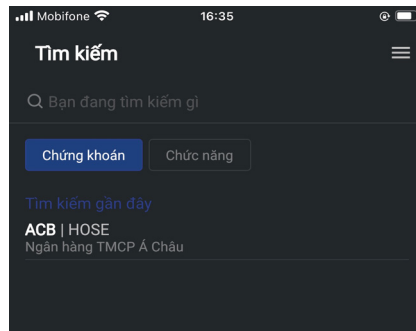 Mobifone 16:35
Tìm kiếm
Bạn đang tìm kiếm gì
Chứng khoán Chức năng
Tìm kiếm gần đây
ACB | HOSE
Ngân hàng TMCP Á Châu